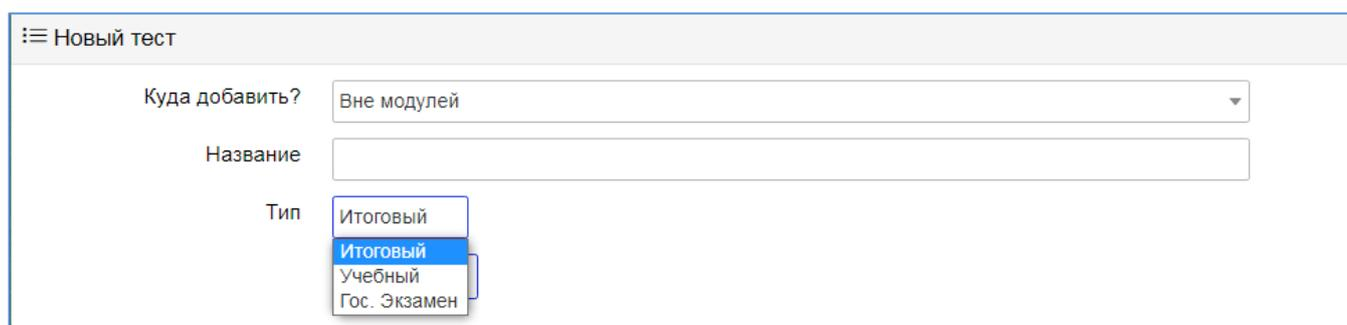 Новый тест
Куда добавить? Вне модулей
Название
Тип Итоговый
Итоговый
Учебный
Гос. Экзамен